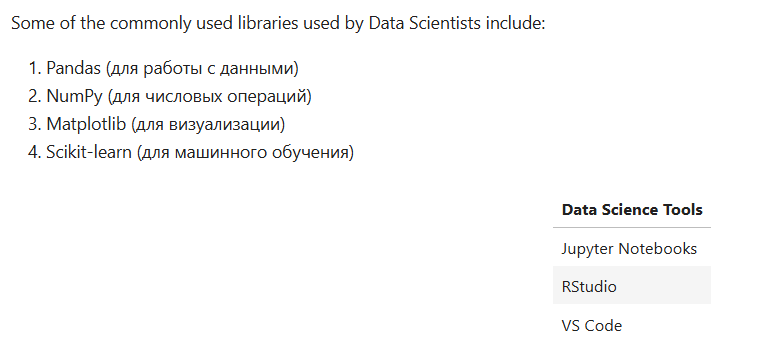 Some of the commonly used libraries used by Data Scientists include:
1. Pandas (для работы с данными)
2. NumPy (для числовых операций)
3. Matplotlib (для визуализации)
4. Scikit-learn (для машинного обучения)
Data Science Tools
Jupyter Notebooks
RStudio
VS Code